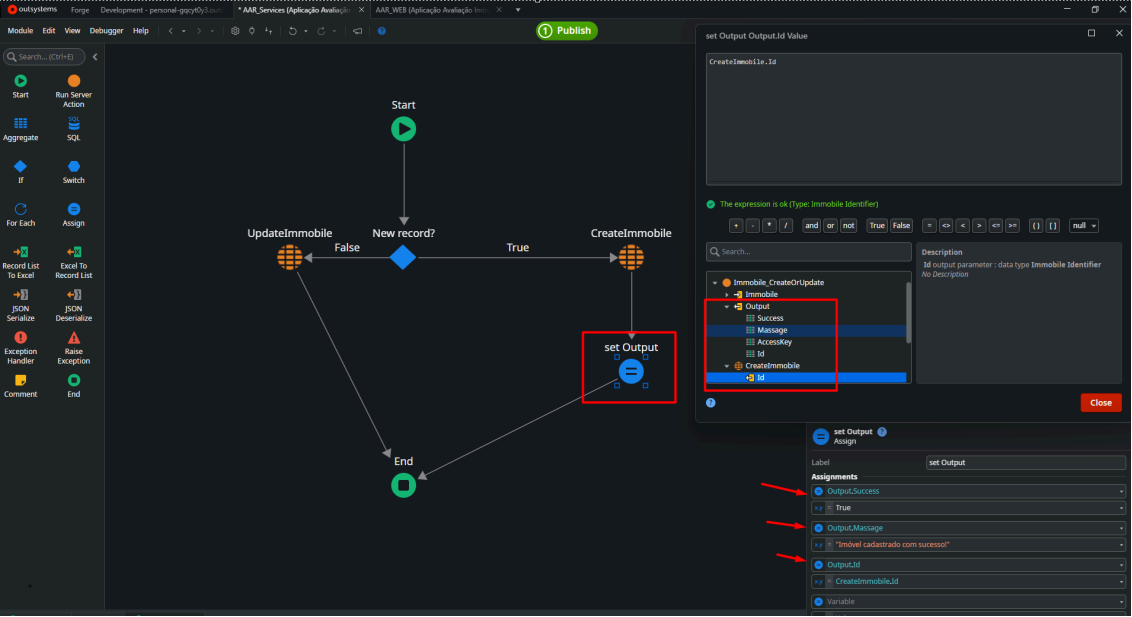 outsystems Forge Development - personal-gqcyt0y3.out * AAR_Services (Aplicação Avaliação × AAR_WEB (Aplicação Avaliação Imo ×
Module Edit View Debugger Help
1 Publish
Search... (Ctrl+E)
Start
Run Server
Action
Aggregate
SQL
SQL
If
Switch
For Each
Assign
Record List
To Excel
Excel To
Record List
JSON
Serialize
JSON
Deserialize
Exception
Handler
Raise
Exception
Comment
End
Start
UpdateImmobile
New record?
CreateImmobile
False
True
set Output
End
set Output Output.Id Value
CreateImmobile.Id
The expression is ok (Type: Immobile Identifier)
+ - * / and or not True False = <> < > <= >= ( ) [ ] null
Search...
Immobile_CreateOrUpdate
Immobile
Output
Success
Massage
AccessKey
Id
CreateImmobile
Id
Description
Id output parameter : data type Immobile Identifier
No Description
Close
set Output
Assign
Label
set Output
Assignments
Output.Success
x.y = True
Output.Massage
x.y = "Imóvel cadastrado com sucesso!"
Output.Id
x.y = CreateImmobile.Id
Variable